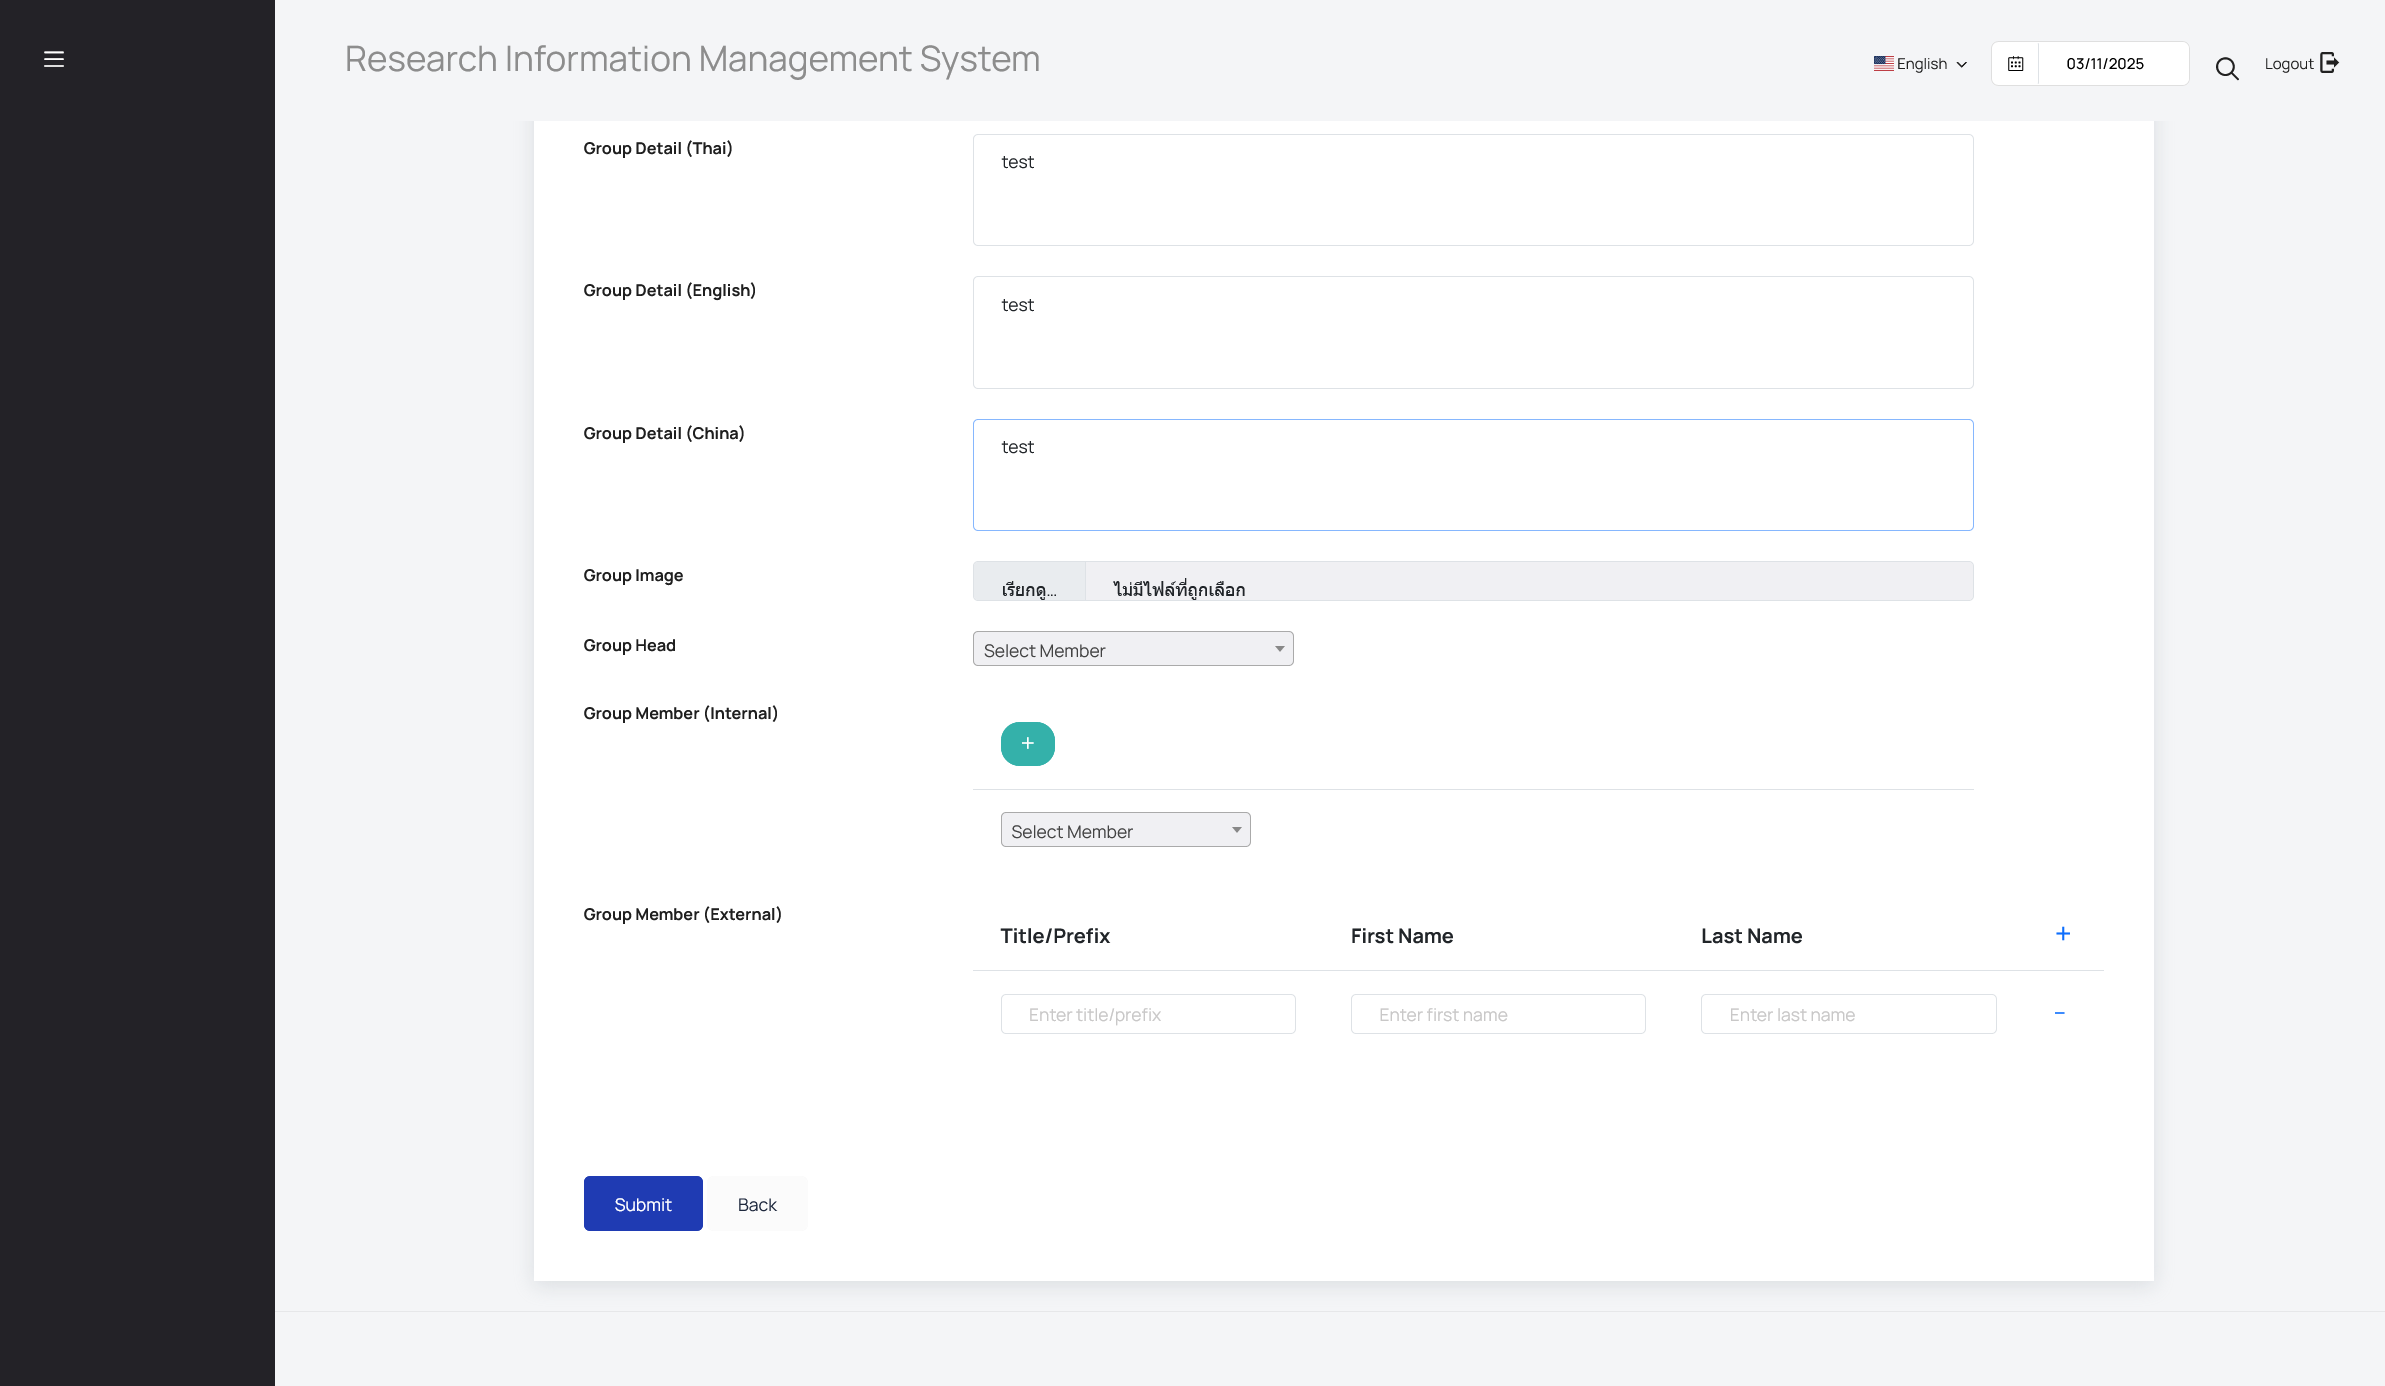 Research Information Management System
English
03/11/2025
Logout
Group Detail (Thai)
test
Group Detail (English)
test
Group Detail (China)
test
Group Image
เรียกดู... ไม่มีไฟล์ที่ถูกเลือก
Group Head
Select Member
Group Member (Internal)
+
Select Member
Group Member (External)
Title/Prefix First Name Last Name +
Enter title/prefix Enter first name Enter last name -
Submit Back